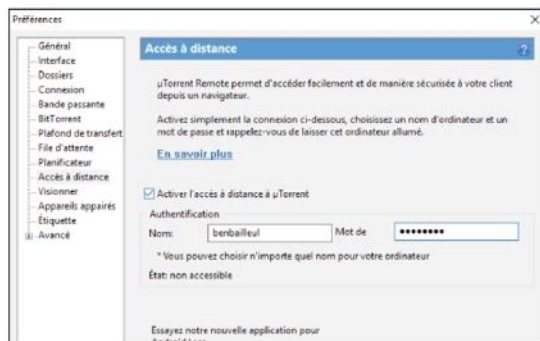 Préférences
Général
Interface
Dossiers
Connexion
Bande passante
BitTorrent
Plafond de transfert
File d'attente
Planificateur
Accès à distance
Visionner
Appareils appairés
Étiquette
Avancé
Accès à distance
?
µTorrent Remote permet d'accéder facilement et de manière sécurisée à votre client
depuis un navigateur.
Activez simplement la connexion ci-dessous, choisissez un nom d'ordinateur et un
mot de passe et rappelez-vous de laisser cet ordinateur allumé.
En savoir plus
Activer l'accès à distance à µTorrent
Authentification
Nom: benbailleul Mot de ••••••••
* Vous pouvez choisir n'importe quel nom pour votre ordinateur
État: non accessible
Essayez notre nouvelle application pour